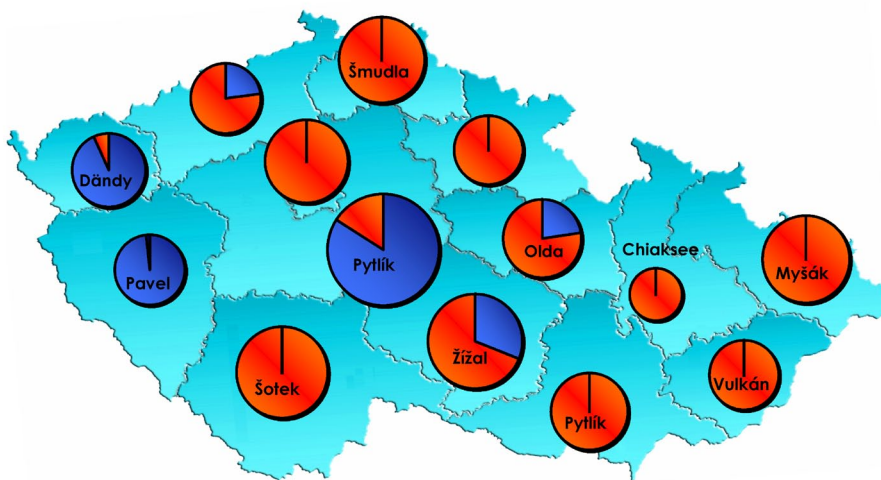 Šmudla
Dändy
Pavel
Pytlík
Olda
Chiaksee
Myšák
Žížal
Šotek
Vulkán
Pytlík